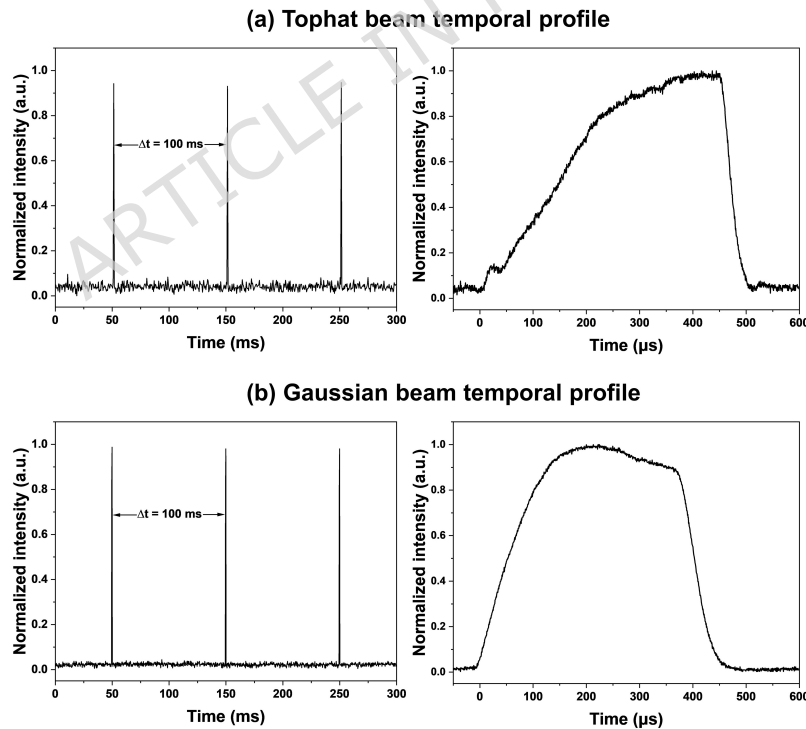 (a) Tophat beam temporal profile
Normalized intensity (a.u.)
1.0
0.8
0.6
0.4
0.2
0.0
Δt = 100 ms
0 50 100 150 200 250 300
Time (ms)
Normalized intensity (a.u.)
1.0
0.8
0.6
0.4
0.2
0.0
0 100 200 300 400 500 600
Time (µs)
ARTICLE IN
(b) Gaussian beam temporal profile
Normalized intensity (a.u.)
1.0
0.8
0.6
0.4
0.2
0.0
Δt = 100 ms
0 50 100 150 200 250 300
Time (ms)
Normalized intensity (a.u.)
1.0
0.8
0.6
0.4
0.2
0.0
0 100 200 300 400 500 600
Time (µs)